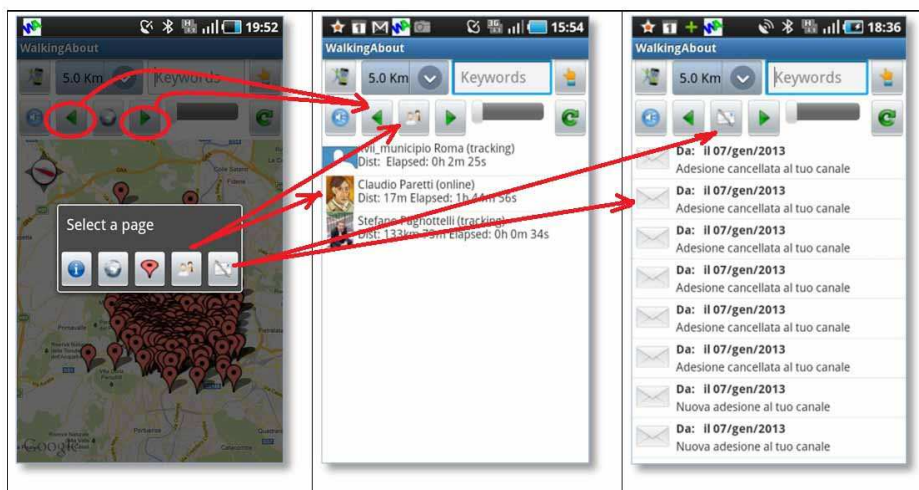 19:52
WalkingAbout
5.0 Km
Keywords
Select a page
Primavalle
Google
15:54
WalkingAbout
5.0 Km
Keywords
xvii_municipio Roma (tracking)
Dist: Elapsed: 0h 2m 25s
Claudio Paretti (online)
Dist: 17m Elapsed: 1h 44m 56s
Stefano Pagnottelli (tracking)
Dist: 133km 73m Elapsed: 0h 0m 34s
18:36
WalkingAbout
5.0 Km
Keywords
Da: il 07/gen/2013
Adesione cancellata al tuo canale
Da: il 07/gen/2013
Adesione cancellata al tuo canale
Da: il 07/gen/2013
Adesione cancellata al tuo canale
Da: il 07/gen/2013
Adesione cancellata al tuo canale
Da: il 07/gen/2013
Adesione cancellata al tuo canale
Da: il 07/gen/2013
Adesione cancellata al tuo canale
Da: il 07/gen/2013
Nuova adesione al tuo canale
Da: il 07/gen/2013
Nuova adesione al tuo canale